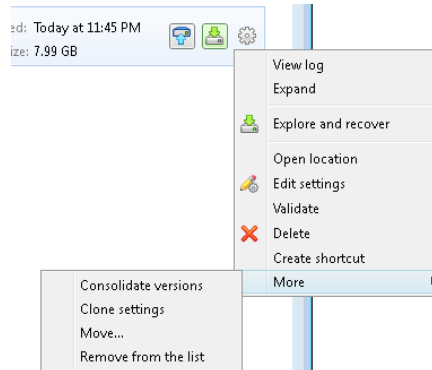 ed: Today at 11:45 PM
ize: 7.99 GB
View log
Expand
Explore and recover
Open location
Edit settings
Validate
Delete
Create shortcut
More
Consolidate versions
Clone settings
Move...
Remove from the list